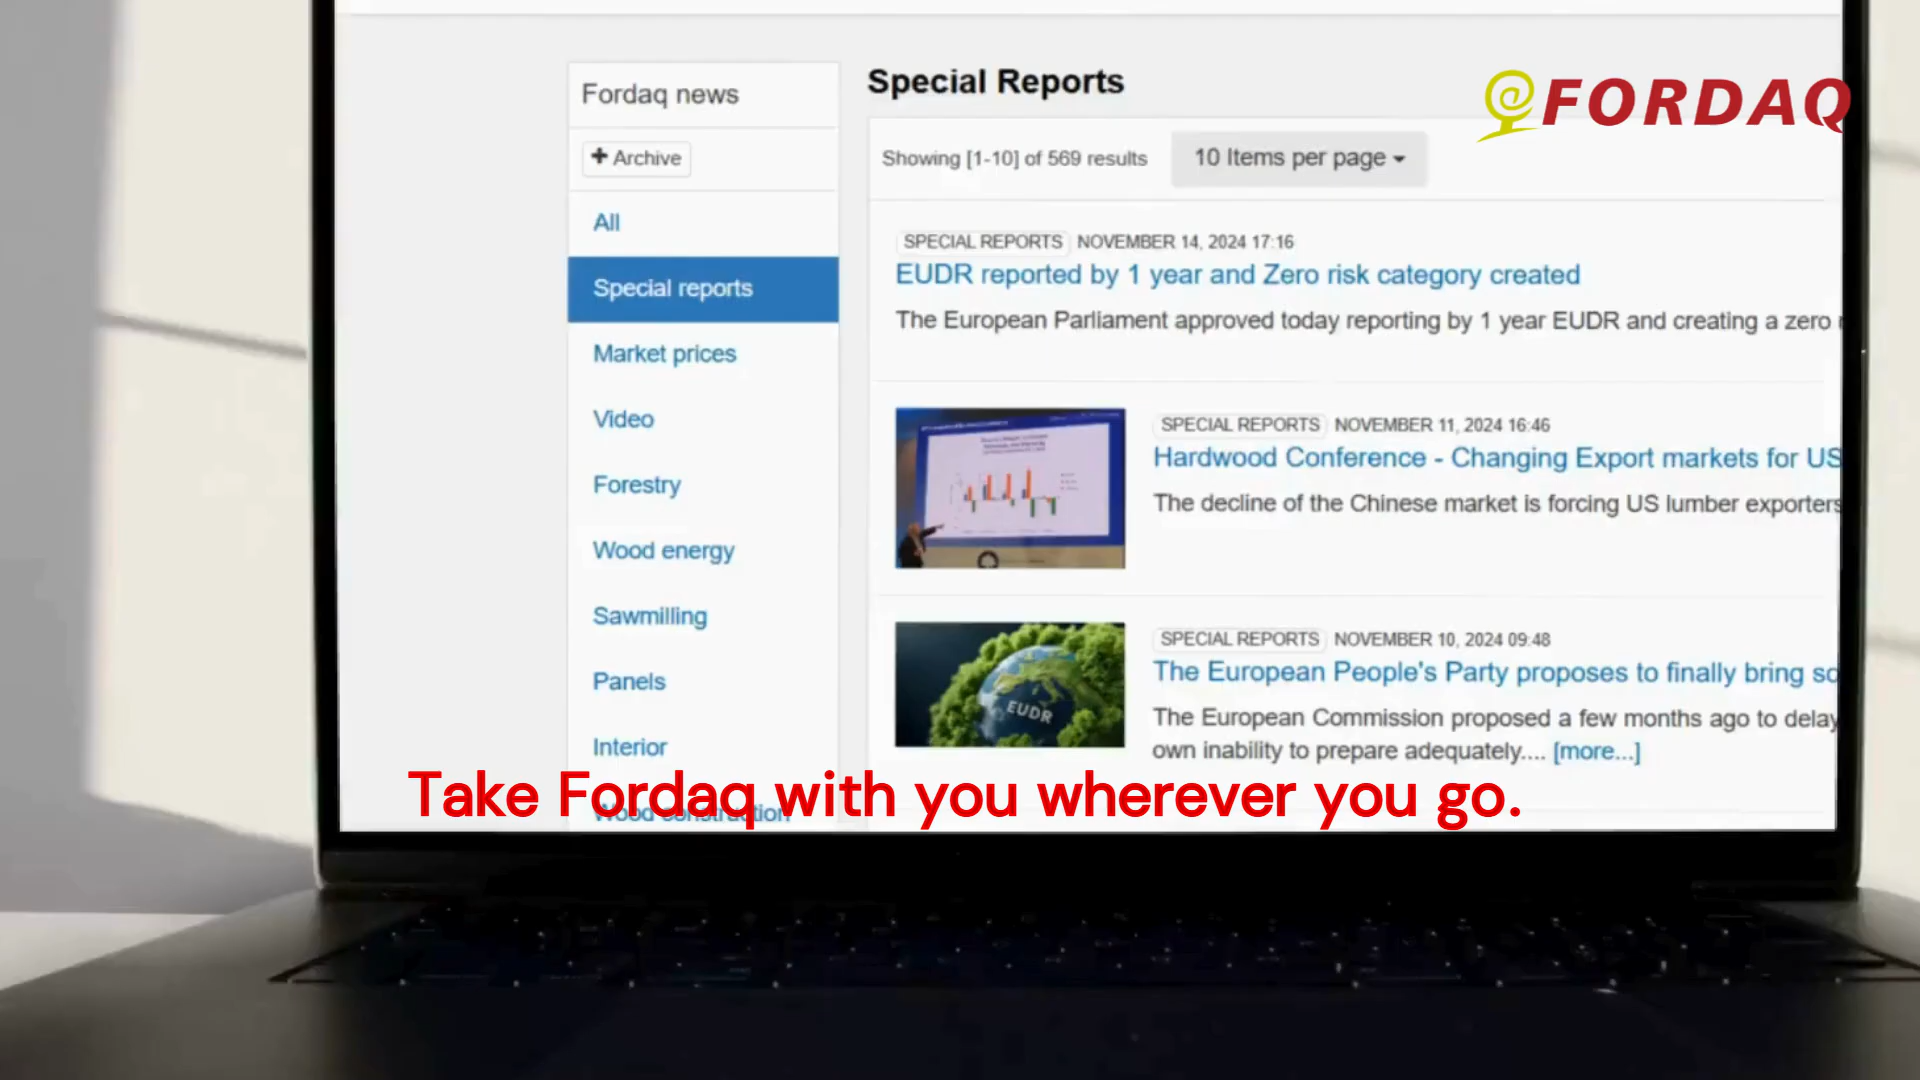 Fordaq news
Archive
All
Special reports
Market prices
Video
Forestry
Wood energy
Sawmilling
Panels
Interior
Wood construction
Special Reports
FORDAQ
Showing [1-10] of 569 results
10 Items per page
SPECIAL REPORTS NOVEMBER 14, 2024 17:16
EUDR reported by 1 year and Zero risk category created
The European Parliament approved today reporting by 1 year EUDR and creating a zero
SPECIAL REPORTS NOVEMBER 11, 2024 16:46
Hardwood Conference - Changing Export markets for US
The decline of the Chinese market is forcing US lumber exporters
SPECIAL REPORTS NOVEMBER 10, 2024 09:48
The European People's Party proposes to finally bring
The European Commission proposed a few months ago to delay
own inability to prepare adequately.... [more...]
EUDR
Take Fordaq with you wherever you go.